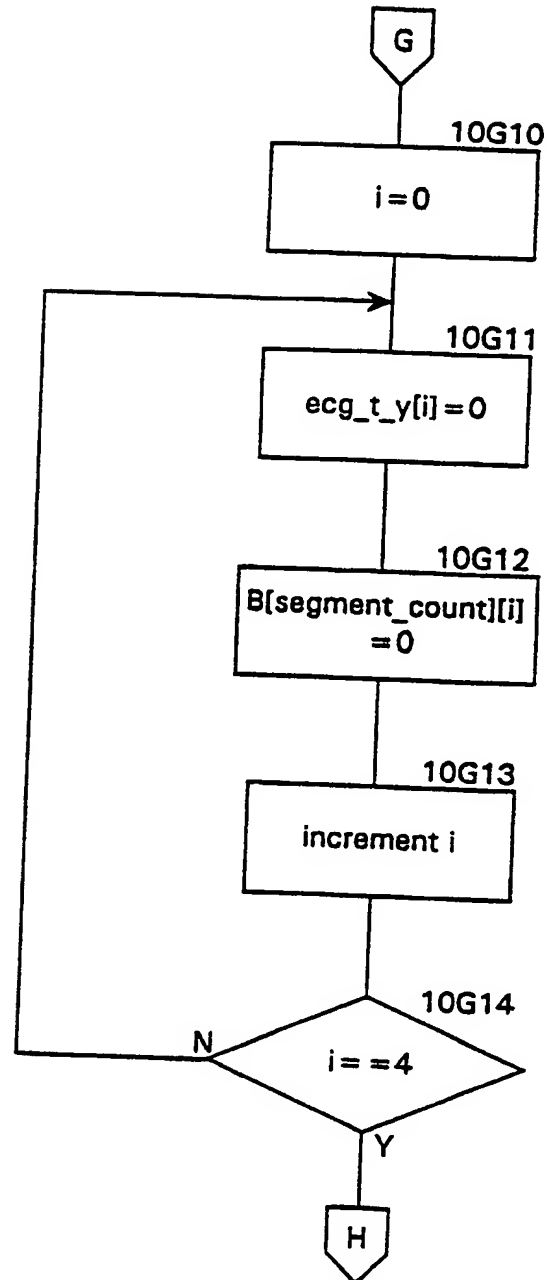 G
10G10
i=0
10G11
ecg_t_y[i]=0
10G12
B[segment_count][i]
=0
10G13
increment i
10G14
N
i==4
Y
H